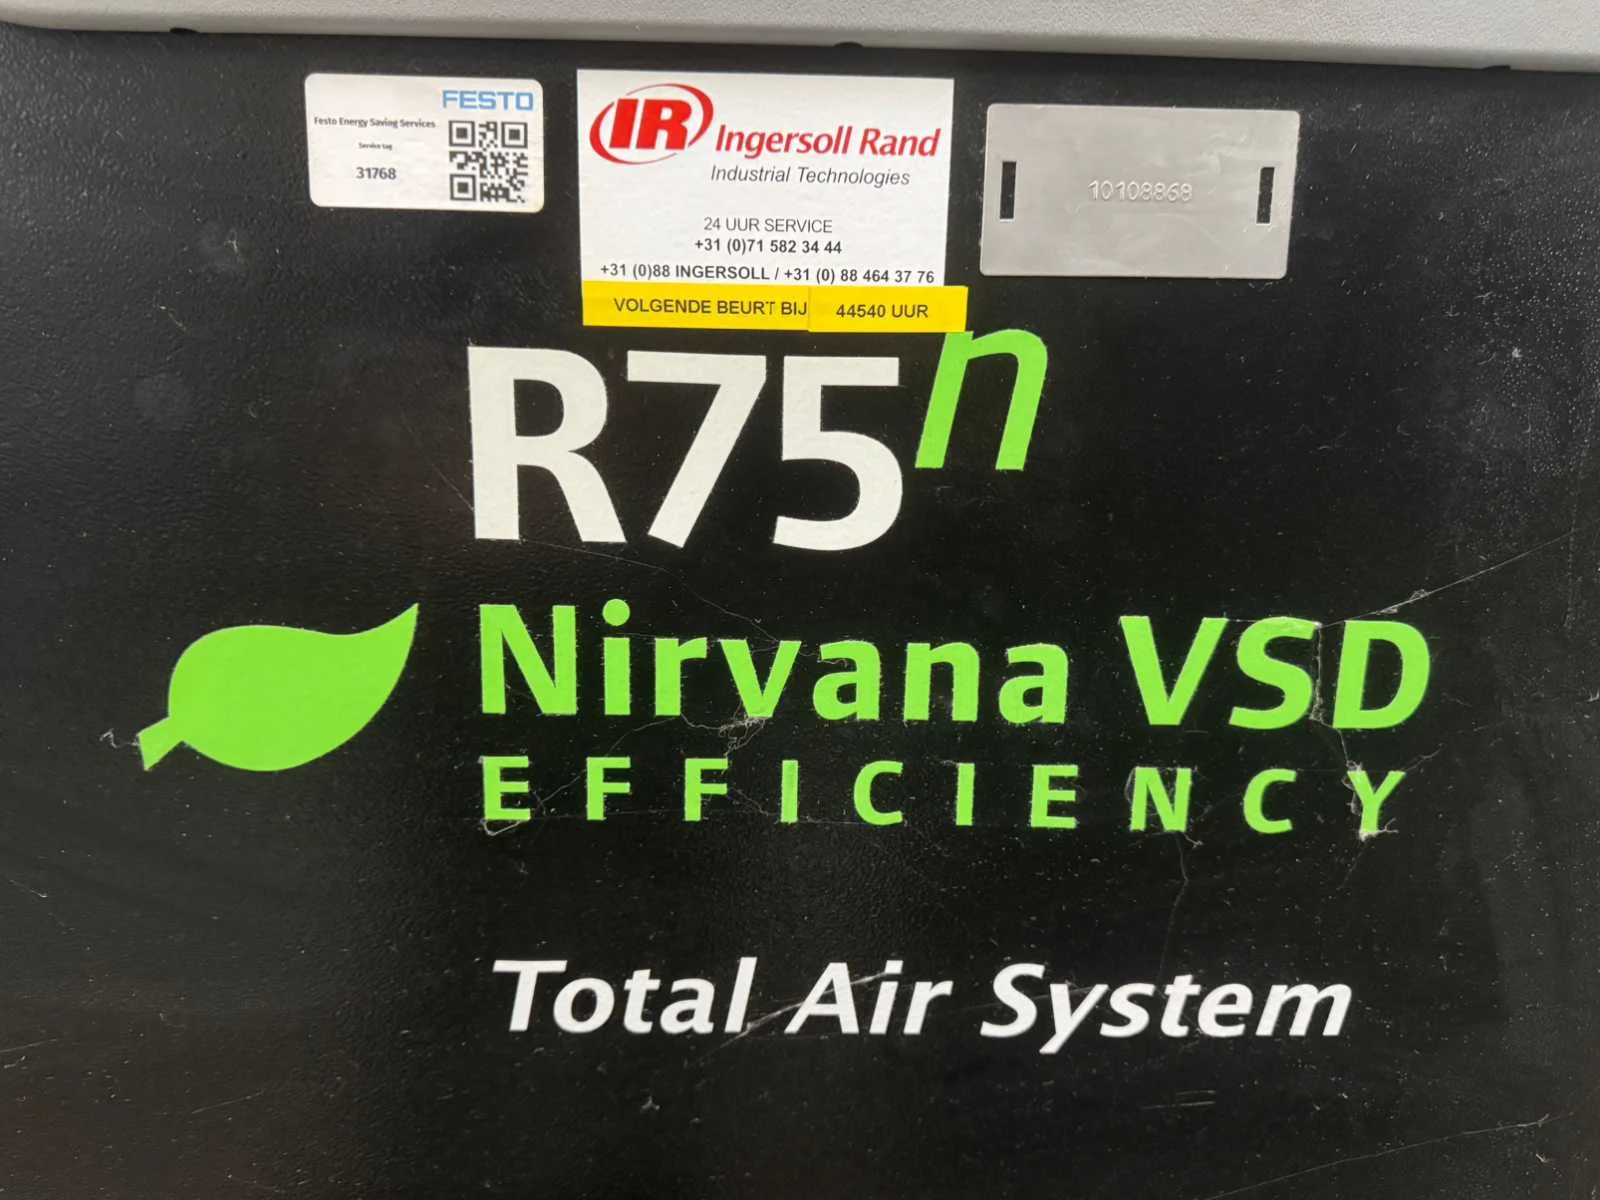 FESTO
Festo Energy Saving Services
Service tag
31768
IR Ingersoll Rand
Industrial Technologies
24 UUR SERVICE
+31 (0)71 582 34 44
+31 (0)88 INGERSOLL / +31 (0) 88 464 37 76
VOLGENDE BEURT BIJ 44540 UUR
10108868
R75n
Nirvana VSD
EFFICIENCY
Total Air System